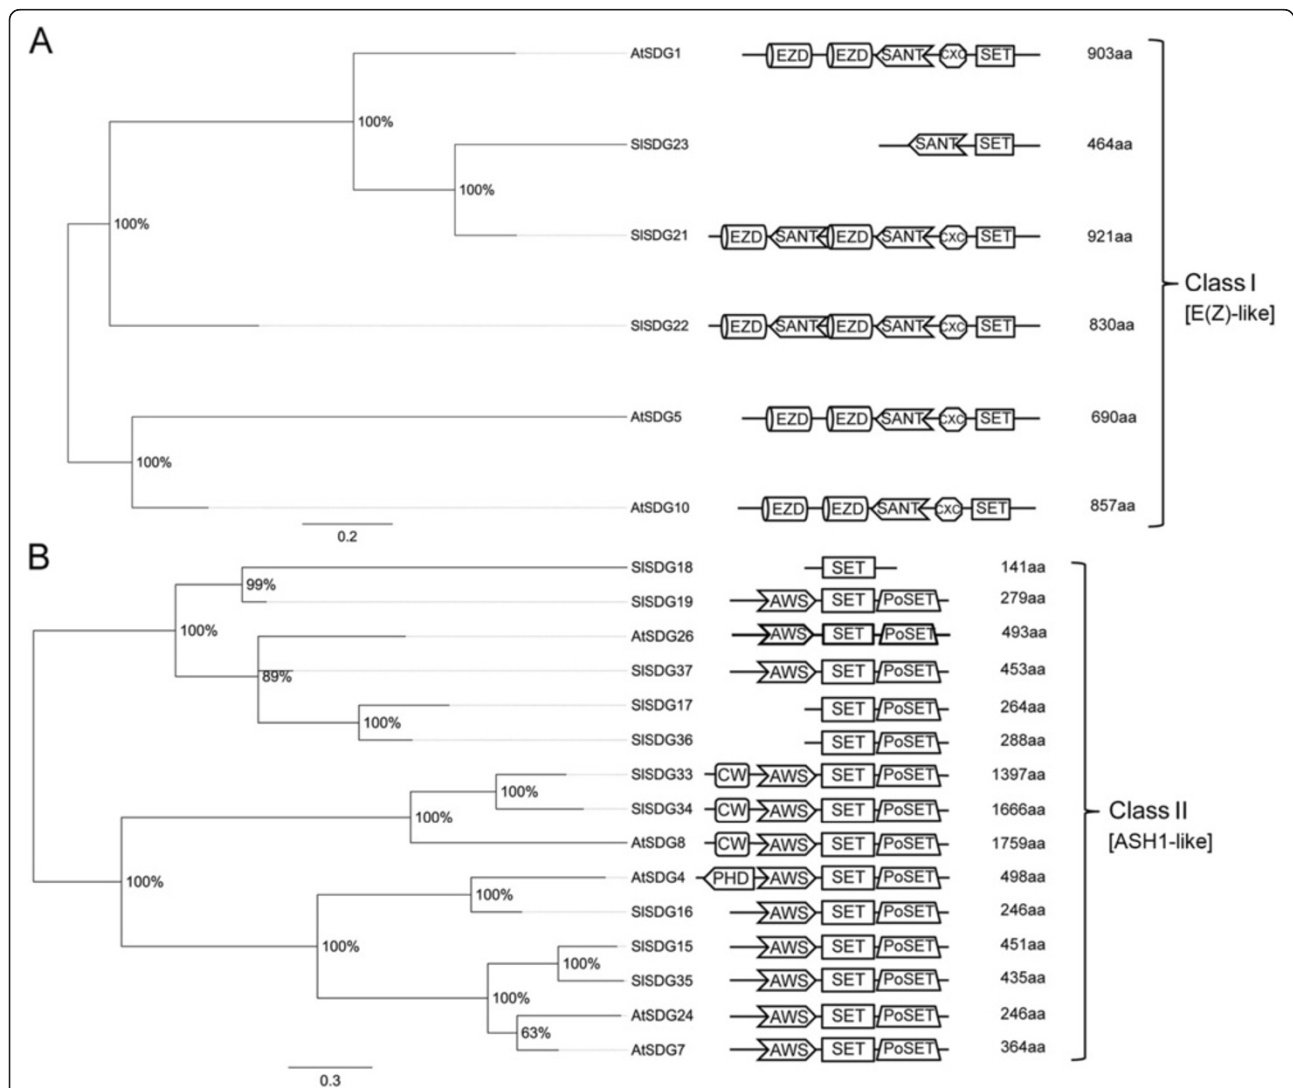 A
AtSDG1 EZD EZD SANT CXC SET 903aa
100%
SlSDG23 SANT SET 464aa
100%
100%
SlSDG21 EZD SANT EZD SANT CXC SET 921aa
Class I
[E(Z)-like]
SlSDG22 EZD SANT EZD SANT CXC SET 830aa
AtSDG5 EZD EZD SANT CXC SET 690aa
100%
AtSDG10 EZD EZD SANT CXC SET 857aa
0.2
B
SlSDG18 SET 141aa
99%
SlSDG19 AWS SET PoSET 279aa
100%
AtSDG26 AWS SET PoSET 493aa
SlSDG37 AWS SET PoSET 453aa
89%
SlSDG17 SET PoSET 264aa
100%
SlSDG36 SET PoSET 288aa
SlSDG33 CW AWS SET PoSET 1397aa
100%
SlSDG34 CW AWS SET PoSET 1666aa
100%
Class II
[ASH1-like]
AtSDG8 CW AWS SET PoSET 1759aa
AtSDG4 PHD AWS SET PoSET 498aa
100%
100%
SlSDG16 AWS SET PoSET 246aa
100%
SlSDG15 AWS SET PoSET 451aa
100%
SlSDG35 AWS SET PoSET 435aa
100%
AtSDG24 AWS SET PoSET 246aa
63%
AtSDG7 AWS SET PoSET 364aa
0.3